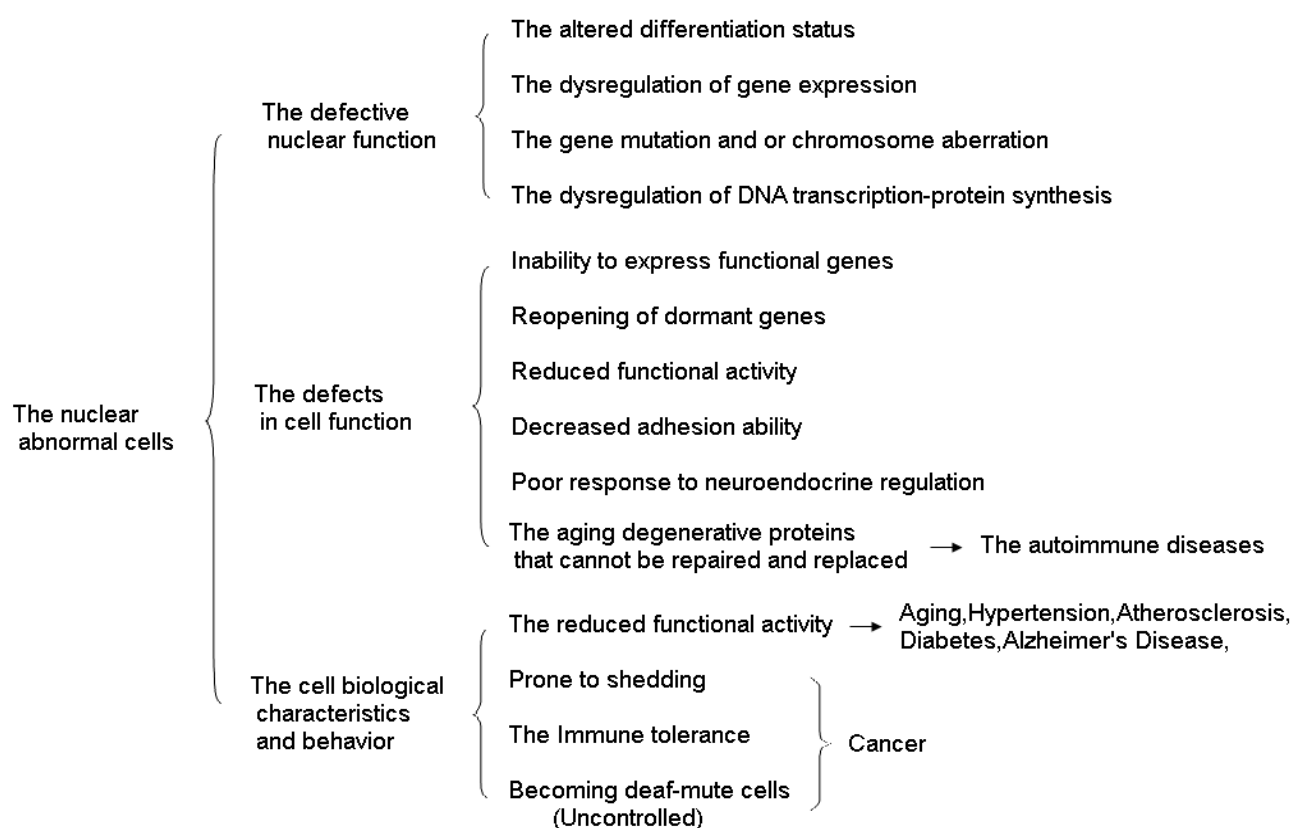 The altered differentiation status
The dysregulation of gene expression
The defective
nuclear function
The gene mutation and or chromosome aberration
The dysregulation of DNA transcription-protein synthesis
Inability to express functional genes
Reopening of dormant genes
Reduced functional activity
The defects
in cell function
The nuclear
abnormal cells
Decreased adhesion ability
Poor response to neuroendocrine regulation
The aging degenerative proteins
that cannot be repaired and replaced
The autoimmune diseases
The reduced functional activity
Aging,Hypertension,Atherosclerosis,
Diabetes,Alzheimer's Disease,
The cell biological
characteristics
and behavior
Prone to shedding
The Immune tolerance
Cancer
Becoming deaf-mute cells
(Uncontrolled)